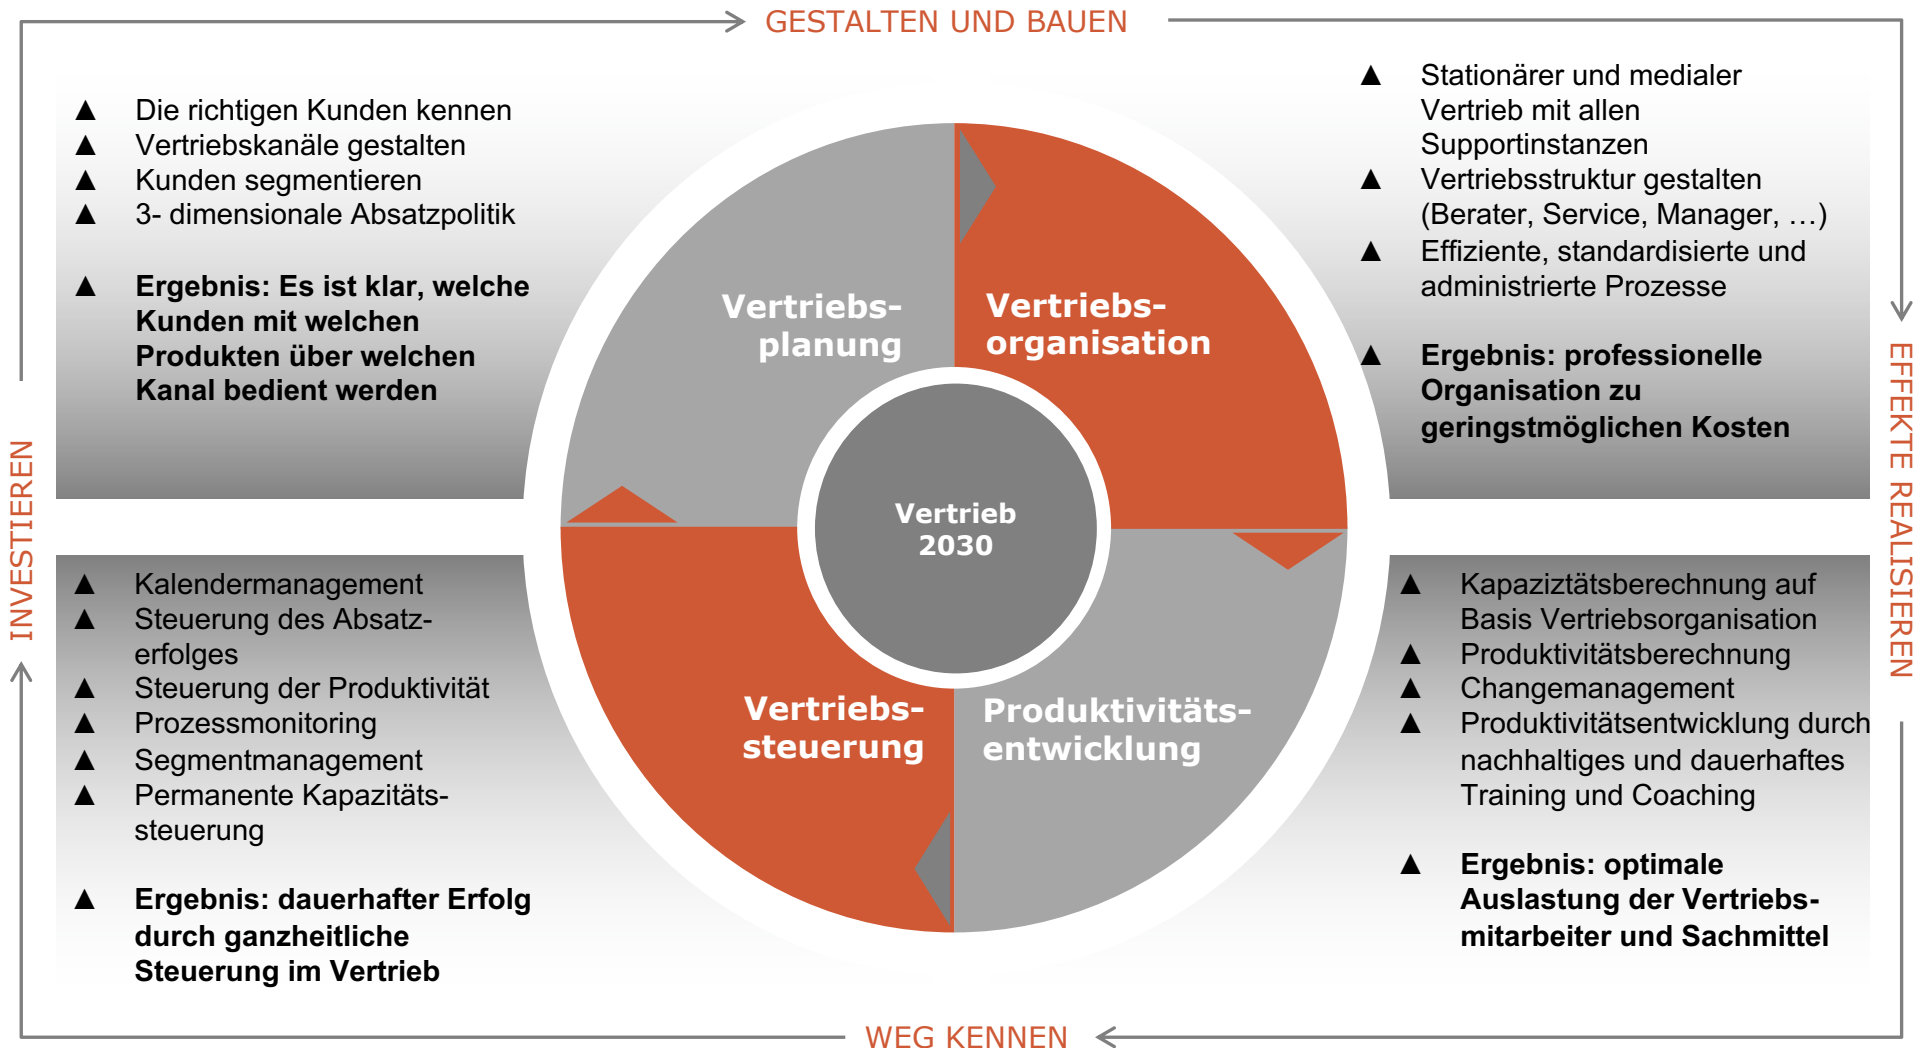 GESTALTEN UND BAUEN
▲ Die richtigen Kunden kennen
▲ Vertriebskanäle gestalten
▲ Kunden segmentieren
▲ 3- dimensionale Absatzpolitik
▲ Ergebnis: Es ist klar, welche
Kunden mit welchen
Produkten über welchen
Kanal bedient werden
▲ Stationärer und medialer
Vertrieb mit allen
Supportinstanzen
▲ Vertriebsstruktur gestalten
(Berater, Service, Manager, …)
▲ Effiziente, standardisierte und
administrierte Prozesse
▲ Ergebnis: professionelle
Organisation zu
geringstmöglichen Kosten
Vertriebs-
planung
Vertriebs-
organisation
Vertrieb
2030
Vertriebs-
steuerung
Produktivitäts-
entwicklung
INVESTIEREN
EFFEKTE REALISIEREN
▲ Kalendermanagement
▲ Steuerung des Absatz-
erfolges
▲ Steuerung der Produktivität
▲ Prozessmonitoring
▲ Segmentmanagement
▲ Permanente Kapazitäts-
steuerung
▲ Ergebnis: dauerhafter Erfolg
durch ganzheitliche
Steuerung im Vertrieb
▲ Kapaziztätsberechnung auf
Basis Vertriebsorganisation
▲ Produktivitätsberechnung
▲ Changemanagement
▲ Produktivitätsentwicklung durch
nachhaltiges und dauerhaftes
Training und Coaching
▲ Ergebnis: optimale
Auslastung der Vertriebs-
mitarbeiter und Sachmittel
WEG KENNEN